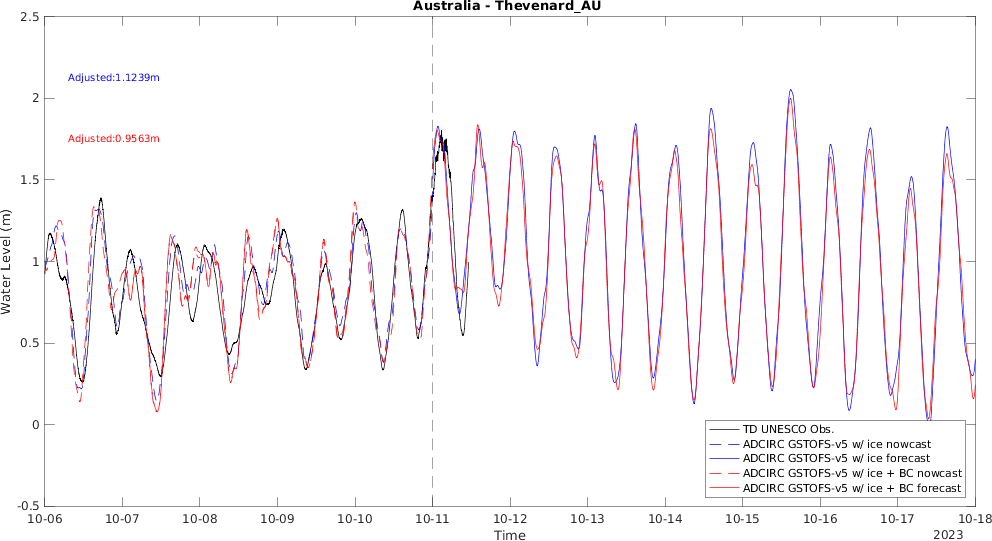 Australia - Thevenard_AU
2.5
2
1.5
1
0.5
0
-0.5
Water Level (m)
Adjusted:1.1239m
Adjusted:0.9563m
TD UNESCO Obs.
ADCIRC GSTOFS-v5 w/ ice nowcast
ADCIRC GSTOFS-v5 w/ ice forecast
ADCIRC GSTOFS-v5 w/ ice + BC nowcast
ADCIRC GSTOFS-v5 w/ ice + BC forecast
10-06 10-07 10-08 10-09 10-10 10-11 10-12 10-13 10-14 10-15 10-16 10-17 10-18
Time
2023